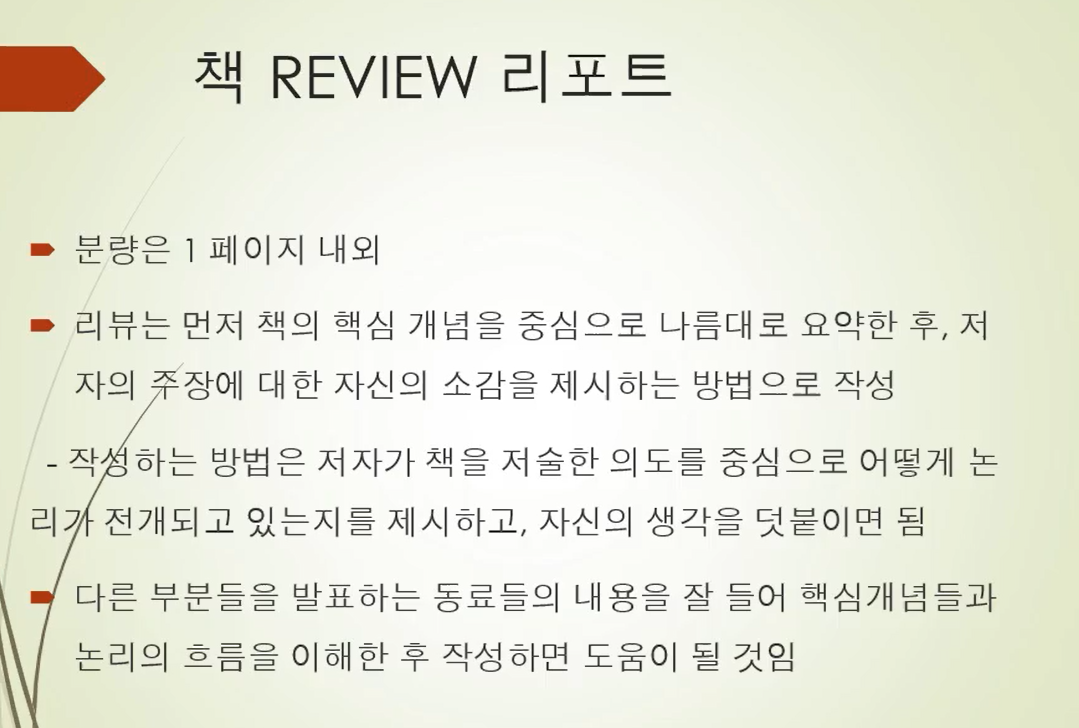 책 REVIEW 리포트
분량은 1 페이지 내외
리뷰는 먼저 책의 핵심 개념을 중심으로 나름대로 요약한 후, 저
자의 주장에 대한 자신의 소감을 제시하는 방법으로 작성
- 작성하는 방법은 저자가 책을 저술한 의도를 중심으로 어떻게 논
리가 전개되고 있는지를 제시하고, 자신의 생각을 덧붙이면 됨
다른 부분들을 발표하는 동료들의 내용을 잘 들어 핵심개념들과
논리의 흐름을 이해한 후 작성하면 도움이 될 것임